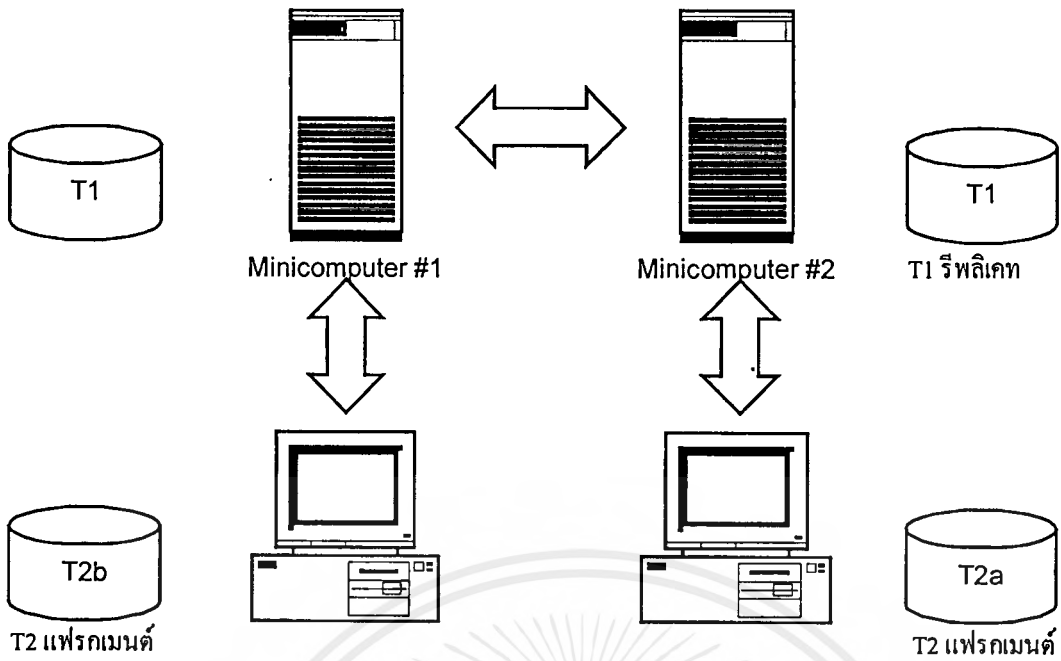 T1
T1
Minicomputer #1
Minicomputer #2
T1 รีพลิเคท
T2b
T2a
T2 แฟรกเมนต์
T2 แฟรกเมนต์